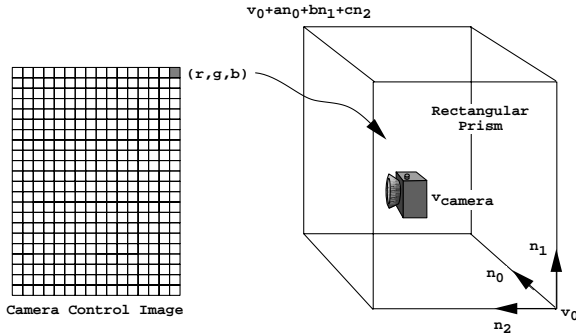 v0+an0+bn1+cn2
(r,g,b)
Rectangular
Prism
vcamera
n1
n0
v0
n2
Camera Control Image